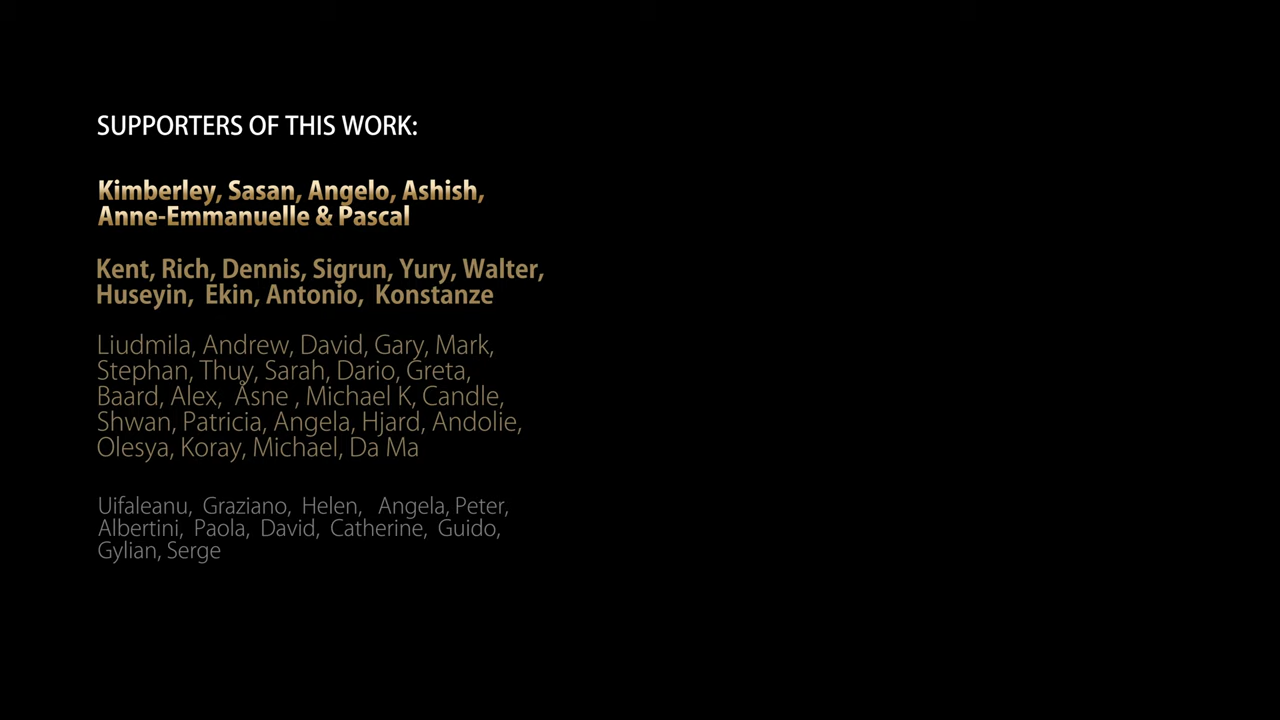 SUPPORTERS OF THIS WORK:
Kimberley, Sasan, Angelo, Ashish,
Anne-Emmanuelle & Pascal
Kent, Rich, Dennis, Sigrun, Yury, Walter,
Huseyin, Ekin, Antonio, Konstanze
Liudmila, Andrew, David, Gary, Mark,
Stephan, Thuy, Sarah, Dario, Greta,
Baard, Alex, Åsne , Michael K, Candle,
Shwan, Patricia, Angela, Hjard, Andolie,
Olesya, Koray, Michael, Da Ma
Uifaleanu, Graziano, Helen, Angela, Peter,
Albertini, Paola, David, Catherine, Guido,
Gylian, Serge